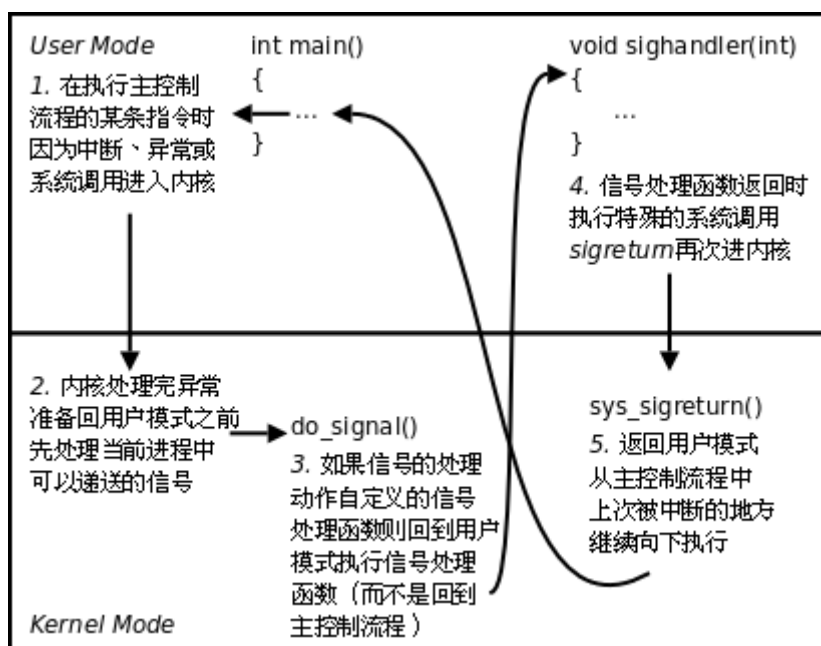 User Mode
1. 在执行主控制
流程的某条指令时
因为中断、异常或
系统调用进入内核
int main()
{
...
}
void sighandler(int)
{
...
}
4. 信号处理函数返回时
执行特殊的系统调用
sigreturn再次进内核
2. 内核处理完异常
准备回用户模式之前
先处理当前进程中
可以递送的信号
do_signal()
3. 如果信号的处理
动作自定义的信号
处理函数则回到用户
模式执行信号处理
函数（而不是回到
主控制流程）
sys_sigreturn()
5. 返回用户模式
从主控制流程中
上次被中断的地方
继续向下执行
Kernel Mode